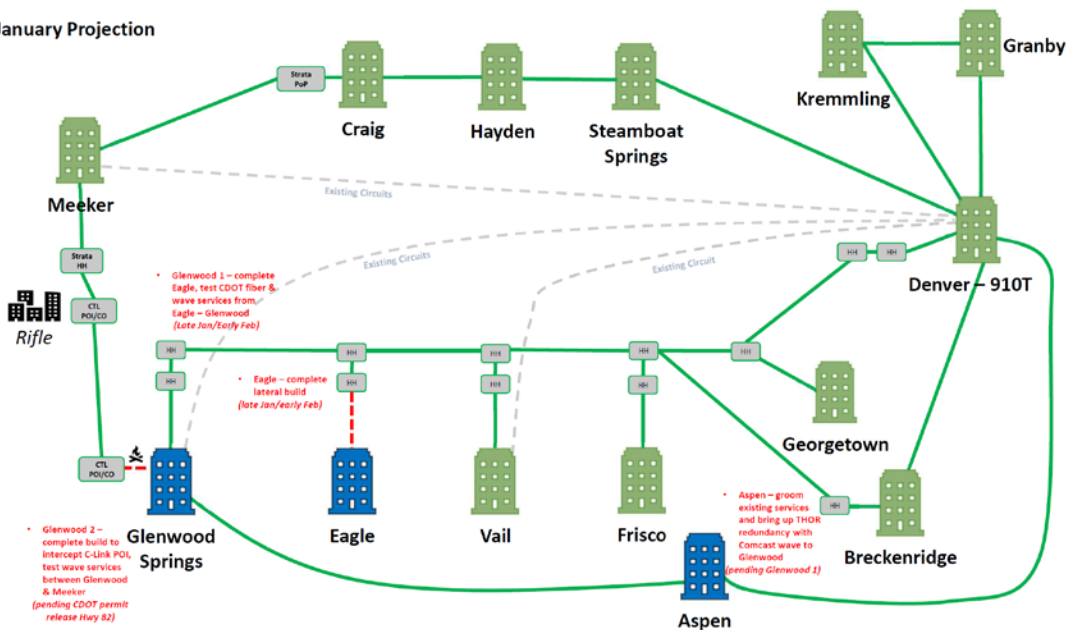 January Projection
Granby
Kremmling
Strata
PoP
Craig
Hayden
Steamboat
Springs
Meeker
Existing Circuits
Existing Circuits
Existing Circuit
Strata
HH
CTL
POI/CO
Rifle
• Glenwood 1 – complete
Eagle, test CDOT fiber &
wave services from
Eagle – Glenwood
(Late Jan/Early Feb)
HH
HH
Denver – 910T
HH
HH
HH
HH
HH
HH
HH
HH
HH
• Eagle – complete
lateral build
(late Jan/early Feb)
Georgetown
CTL
POI/CO
Glenwood
Springs
Eagle
Vail
Frisco
HH
Breckenridge
• Aspen – groom
existing services
and bring up THOR
redundancy with
Comcast wave to
Glenwood
(pending Glenwood 1)
• Glenwood 2 –
complete build to
intercept C-Link POI,
test wave services
between Glenwood
& Meeker
(pending CDOT permit
release Hwy 82)
Aspen